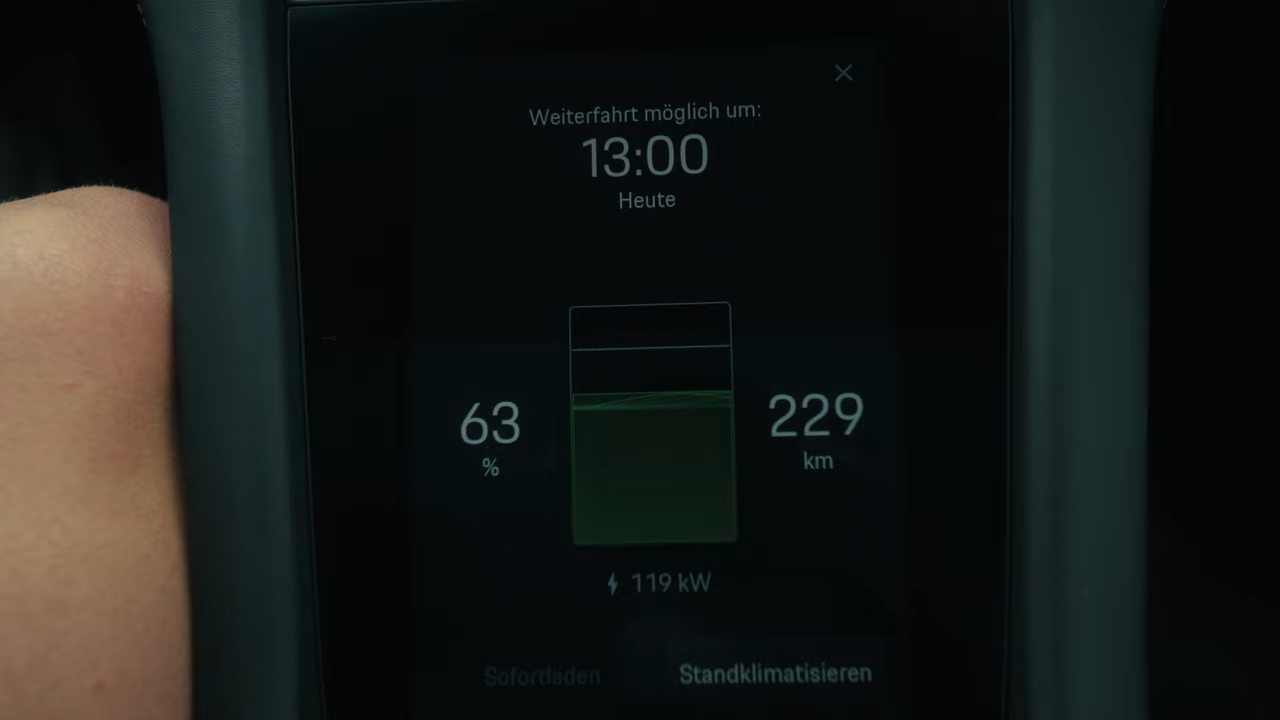 Weiterfahrt möglich um:
13:00
Heute
63
%
229
km
119 kW
Sofortladen
Standklimatisieren